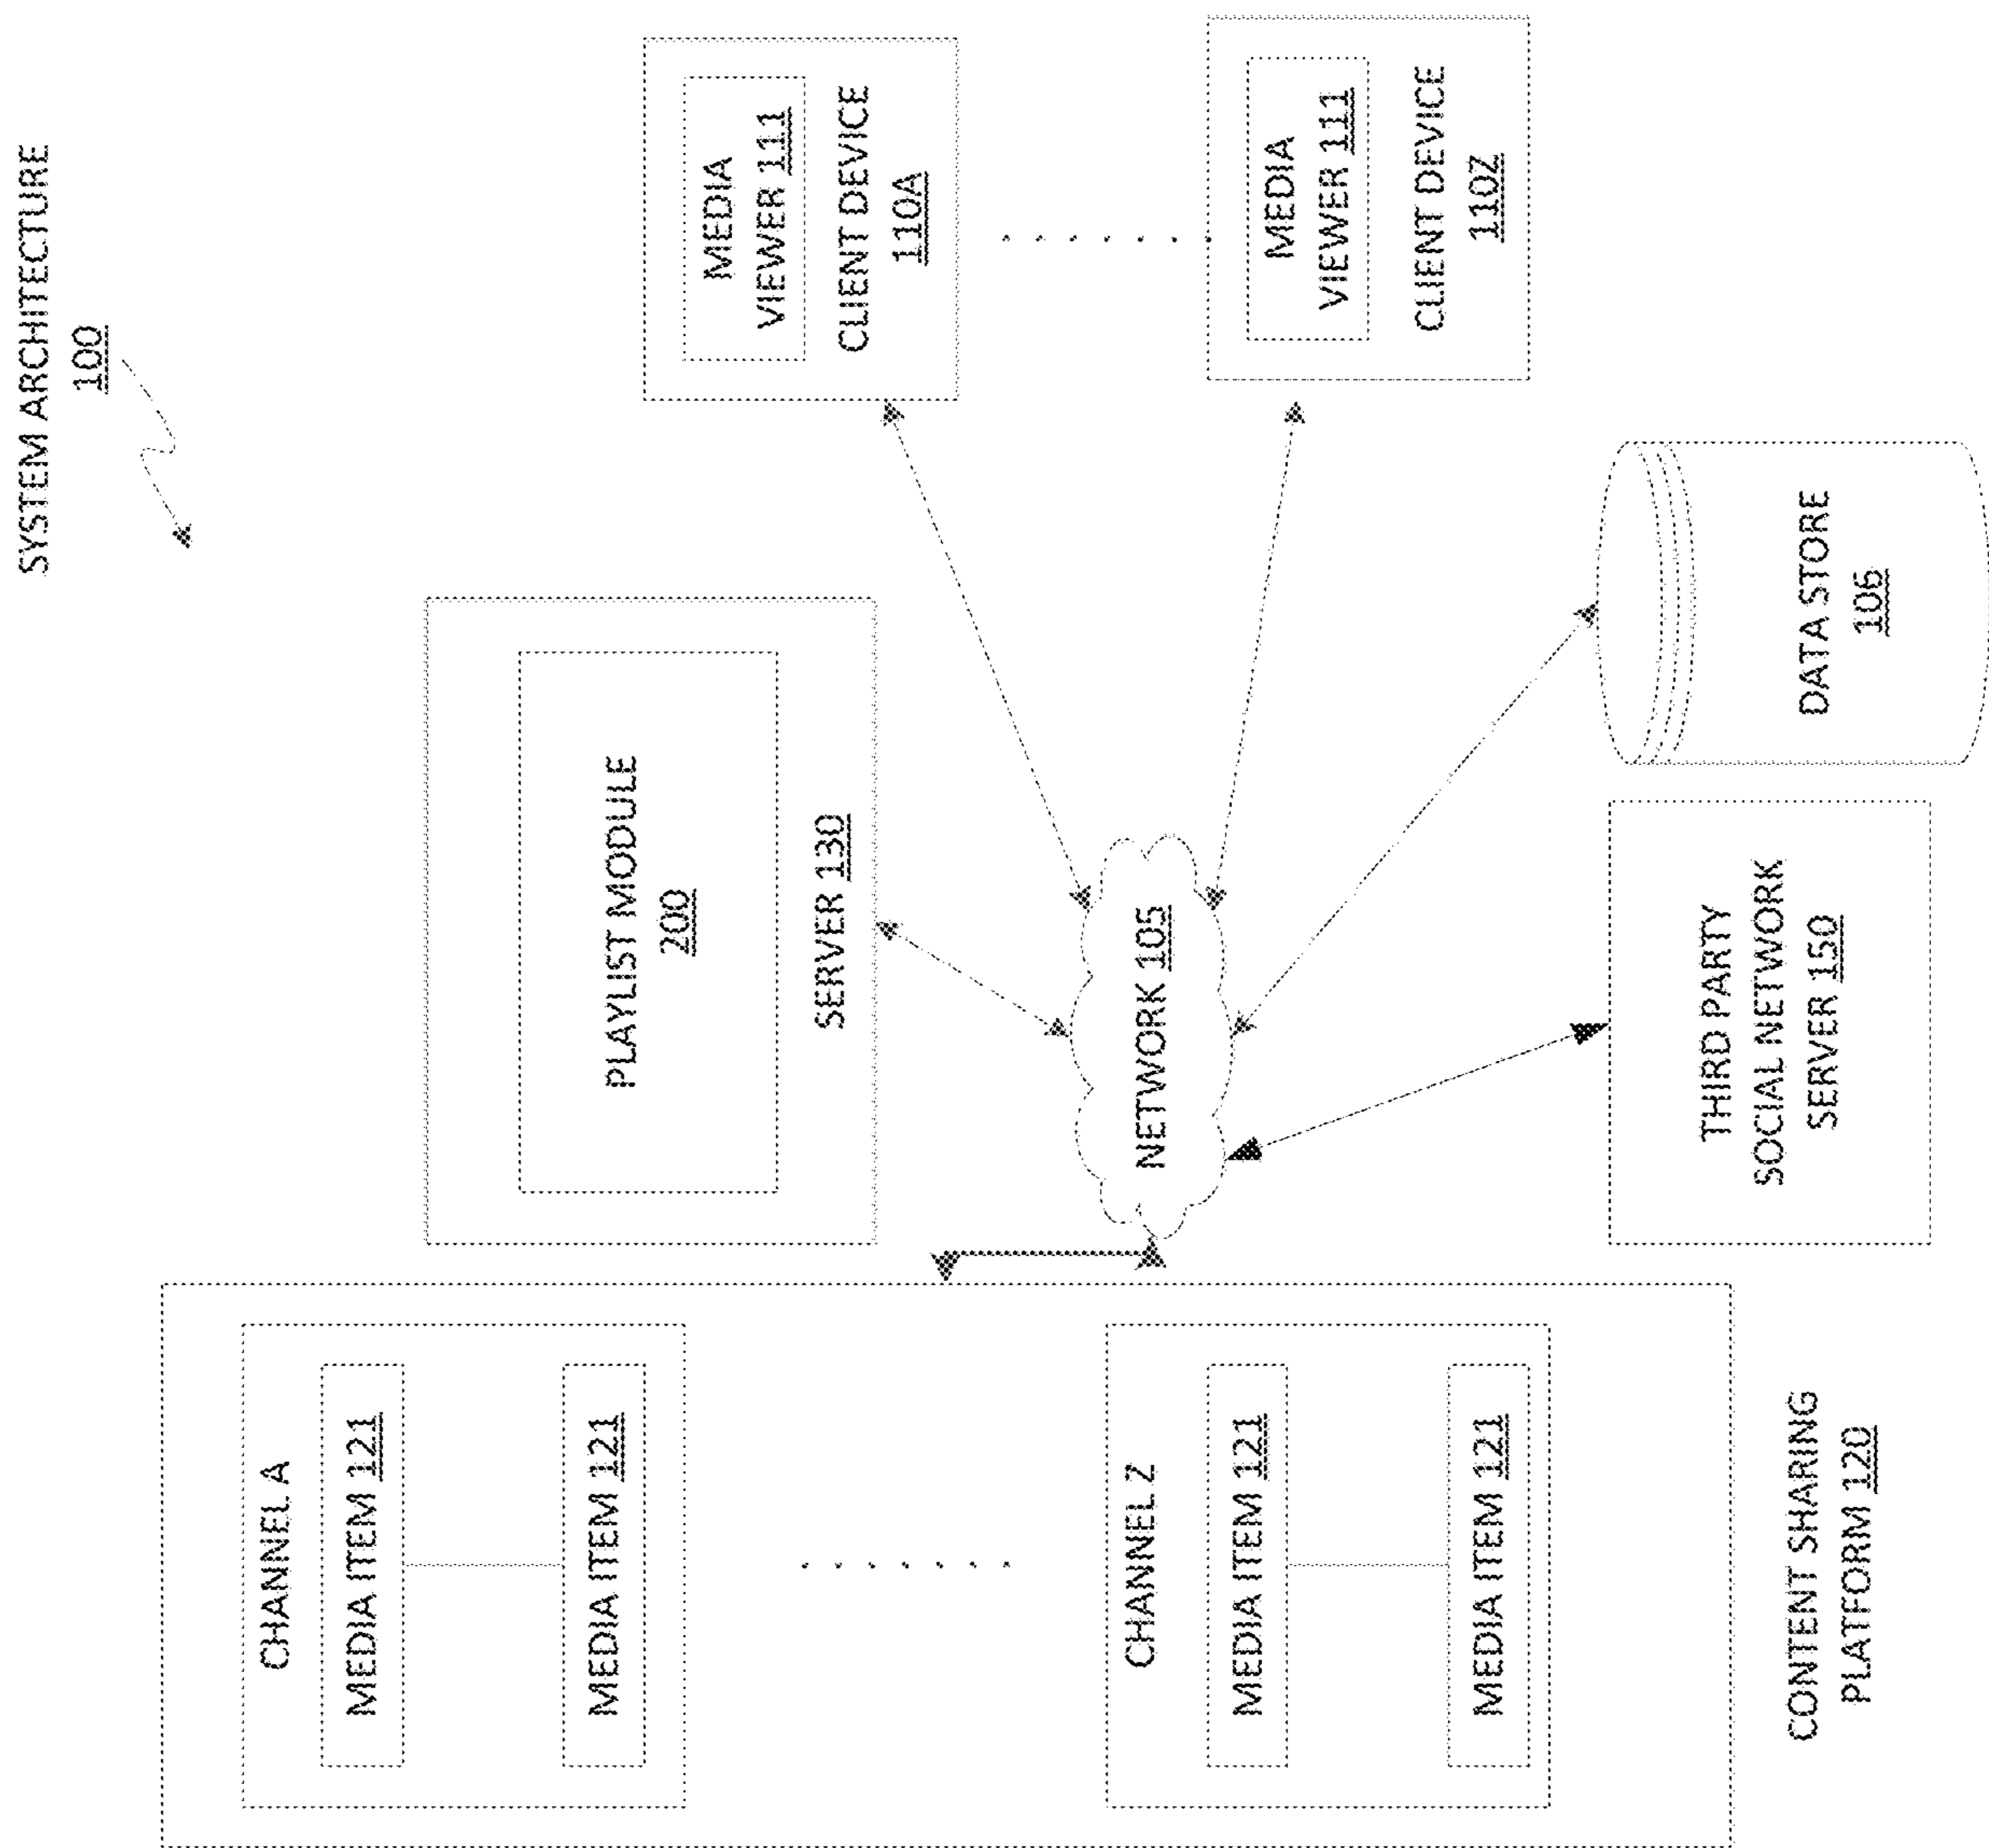 SYSTEM ARCHITECTURE
100
CHANNEL A
MEDIA ITEM 121
MEDIA ITEM 121
CHANNEL Z
MEDIA ITEM 121
MEDIA ITEM 121
CONTENT SHARING
PLATFORM 120
PLAYLIST MODULE
200
SERVER 130
NETWORK 105
THIRD PARTY
SOCIAL NETWORK
SERVER 150
DATA STORE
106
MEDIA
VIEWER 111
CLIENT DEVICE
110A
MEDIA
VIEWER 111
CLIENT DEVICE
110Z